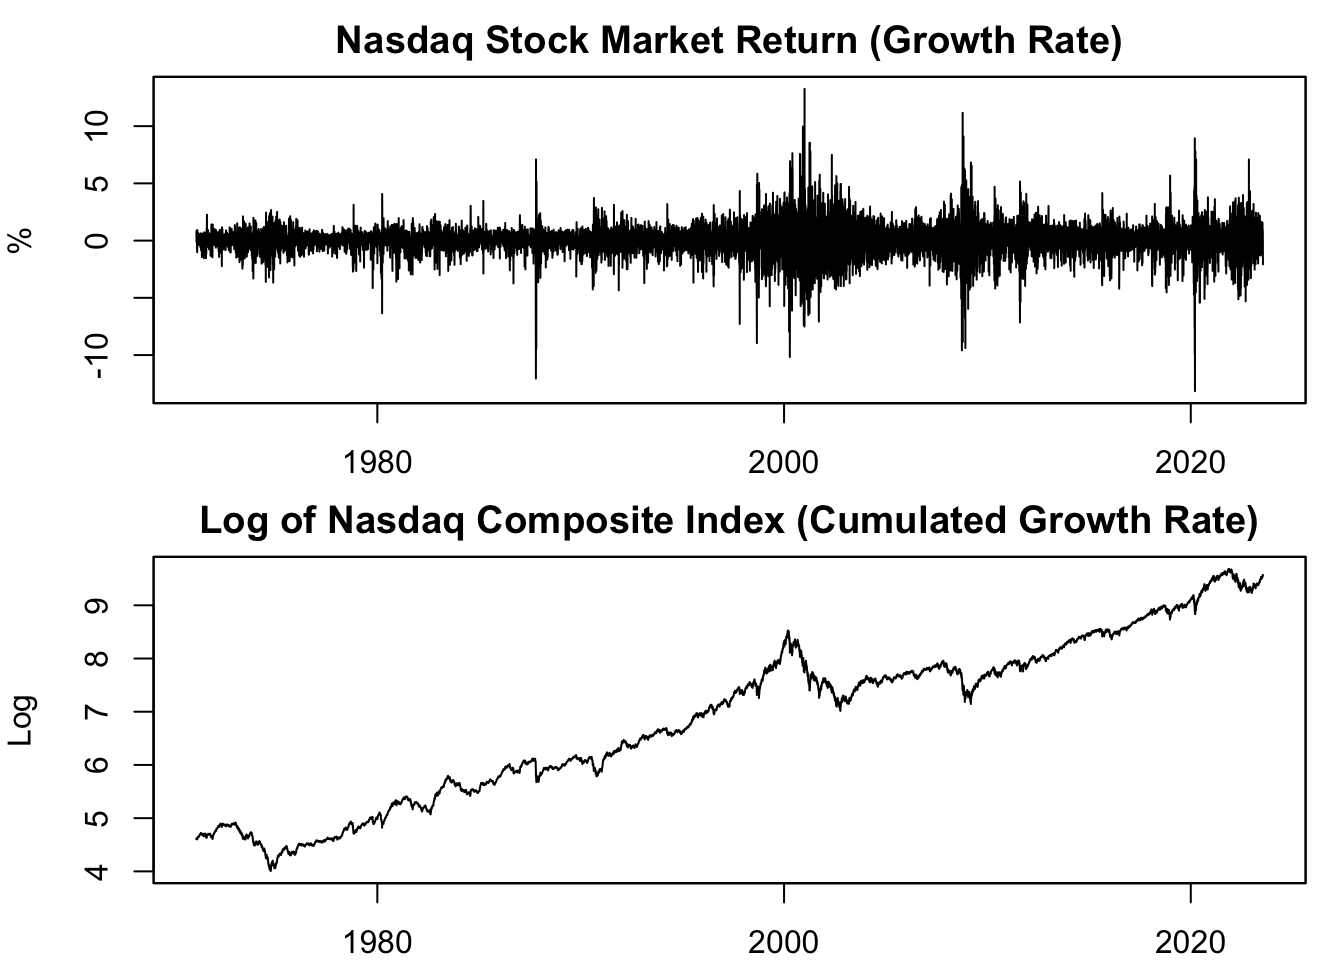 Nasdaq Stock Market Return (Growth Rate)
%
10
5
0
-10
1980 2000 2020
Log of Nasdaq Composite Index (Cumulated Growth Rate)
Log
9
8
7
6
5
4
1980 2000 2020